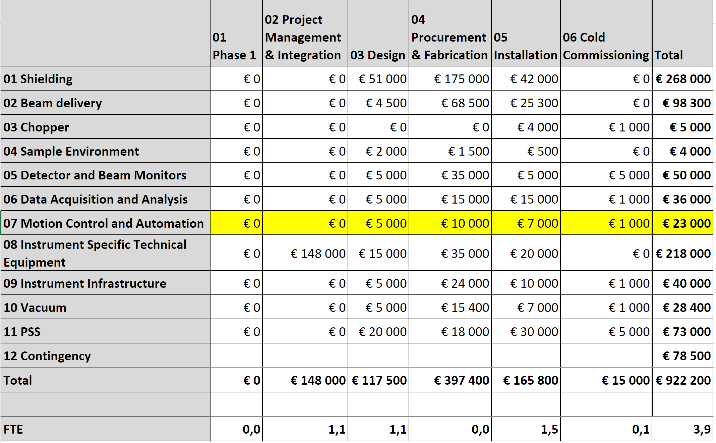 01 Phase 1 02 Project Management & Integration 03 Design 04 Procurement & Fabrication 05 Installation 06 Cold Commissioning Total
01 Shielding € 0 € 0 € 51 000 € 175 000 € 42 000 € 0 € 268 000
02 Beam delivery € 0 € 0 € 4 500 € 68 500 € 25 300 € 0 € 98 300
03 Chopper € 0 € 0 € 0 € 0 € 4 000 € 1 000 € 5 000
04 Sample Environment € 0 € 0 € 2 000 € 1 500 € 500 € 0 € 4 000
05 Detector and Beam Monitors € 0 € 0 € 5 000 € 35 000 € 5 000 € 5 000 € 50 000
06 Data Acquisition and Analysis € 0 € 0 € 5 000 € 15 000 € 15 000 € 1 000 € 36 000
07 Motion Control and Automation € 0 € 0 € 5 000 € 10 000 € 7 000 € 1 000 € 23 000
08 Instrument Specific Technical Equipment € 0 € 148 000 € 15 000 € 35 000 € 20 000 € 0 € 218 000
09 Instrument Infrastructure € 0 € 0 € 5 000 € 24 000 € 10 000 € 1 000 € 40 000
10 Vacuum € 0 € 0 € 5 000 € 15 400 € 7 000 € 1 000 € 28 400
11 PSS € 0 € 0 € 20 000 € 18 000 € 30 000 € 5 000 € 73 000
12 Contingency € 78 500
Total € 0 € 148 000 € 117 500 € 397 400 € 165 800 € 15 000 € 922 200
FTE 0,0 1,1 1,1 0,0 1,5 0,1 3,9